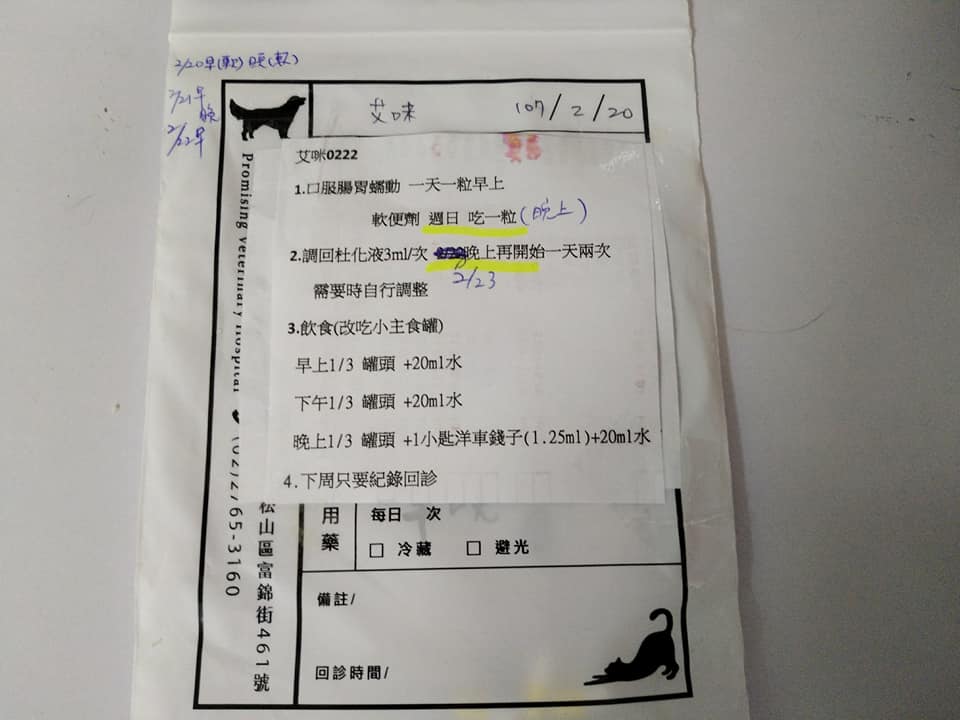 2/20早(軟) 晚(軟)
2/21早
晚
2/22早
艾咪 107/2/20
艾咪0222
1.口服腸胃蠕動 一天一粒早上
軟便劑 週日 吃一粒(晚上)
2.調回杜化液3ml/次 晚上再開始一天兩次
2/23
需要時自行調整
3.飲食(改吃小主食罐)
早上1/3 罐頭 +20ml水
下午1/3 罐頭 +20ml水
晚上1/3 罐頭 +1小匙洋車錢子(1.25ml)+20ml水
4.下周只要紀錄回診
用藥
每日 次
□ 冷藏 □ 避光
備註/
回診時間/
Promising veterinary Hospital
(02)2765-3160
松山區富錦街461號